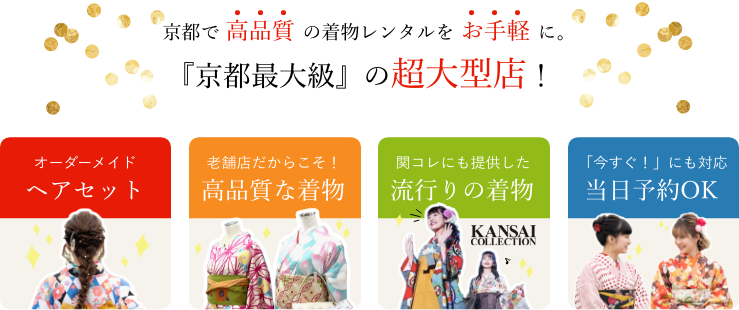 京都で 高品質 の着物レンタルを お手軽 に。
『京都最大級』の超大型店！
オーダーメイド
ヘアセット
老舗店だからこそ！
高品質な着物
関コレにも提供した
流行りの着物
KANSAI
COLLECTION
「今すぐ！」にも対応
当日予約OK